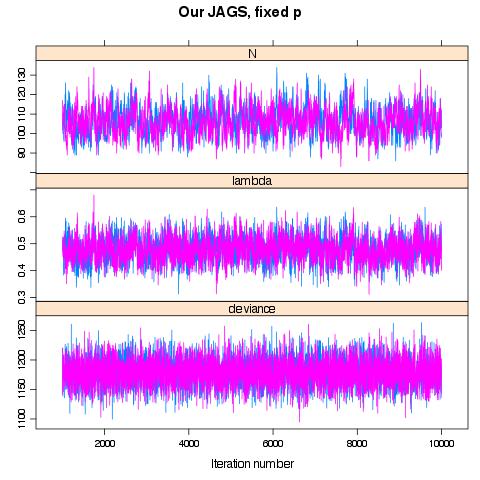 Our JAGS, fixed p
N
90 100 110 120 130
lambda
0.3 0.4 0.5 0.6
deviance
1100 1150 1200 1250
2000 4000 6000 8000 10000
Iteration number